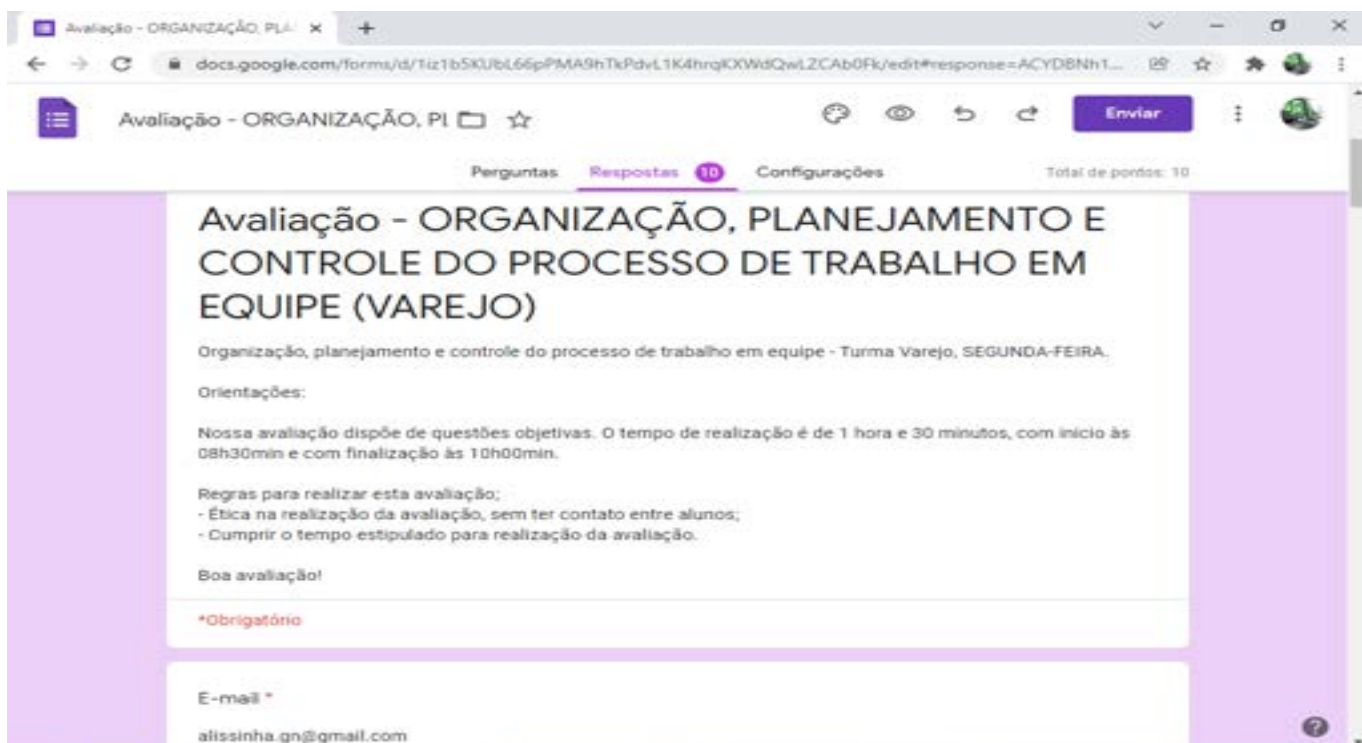 Avaliação - ORGANIZAÇÃO, PLA
docs.google.com/forms/d/1iz1b5XUbL66pPMA9hTkPdvL1K4hrqKXWdQwLZCAb0Fk/edit#response=ACYDBNh1...
Avaliação - ORGANIZAÇÃO, PL
Enviar
Perguntas Respostas 10 Configurações Total de pontos: 10
Avaliação - ORGANIZAÇÃO, PLANEJAMENTO E
CONTROLE DO PROCESSO DE TRABALHO EM
EQUIPE (VAREJO)
Organização, planejamento e controle do processo de trabalho em equipe - Turma Varejo, SEGUNDA-FEIRA.
Orientações:
Nossa avaliação dispõe de questões objetivas. O tempo de realização é de 1 hora e 30 minutos, com inicio às
08h30min e com finalização às 10h00min.
Regras para realizar esta avaliação;
- Ética na realização da avaliação, sem ter contato entre alunos;
- Cumprir o tempo estipulado para realização da avaliação.
Boa avaliação!
*Obrigatório
E-mail *
alissinha.gn@gmail.com